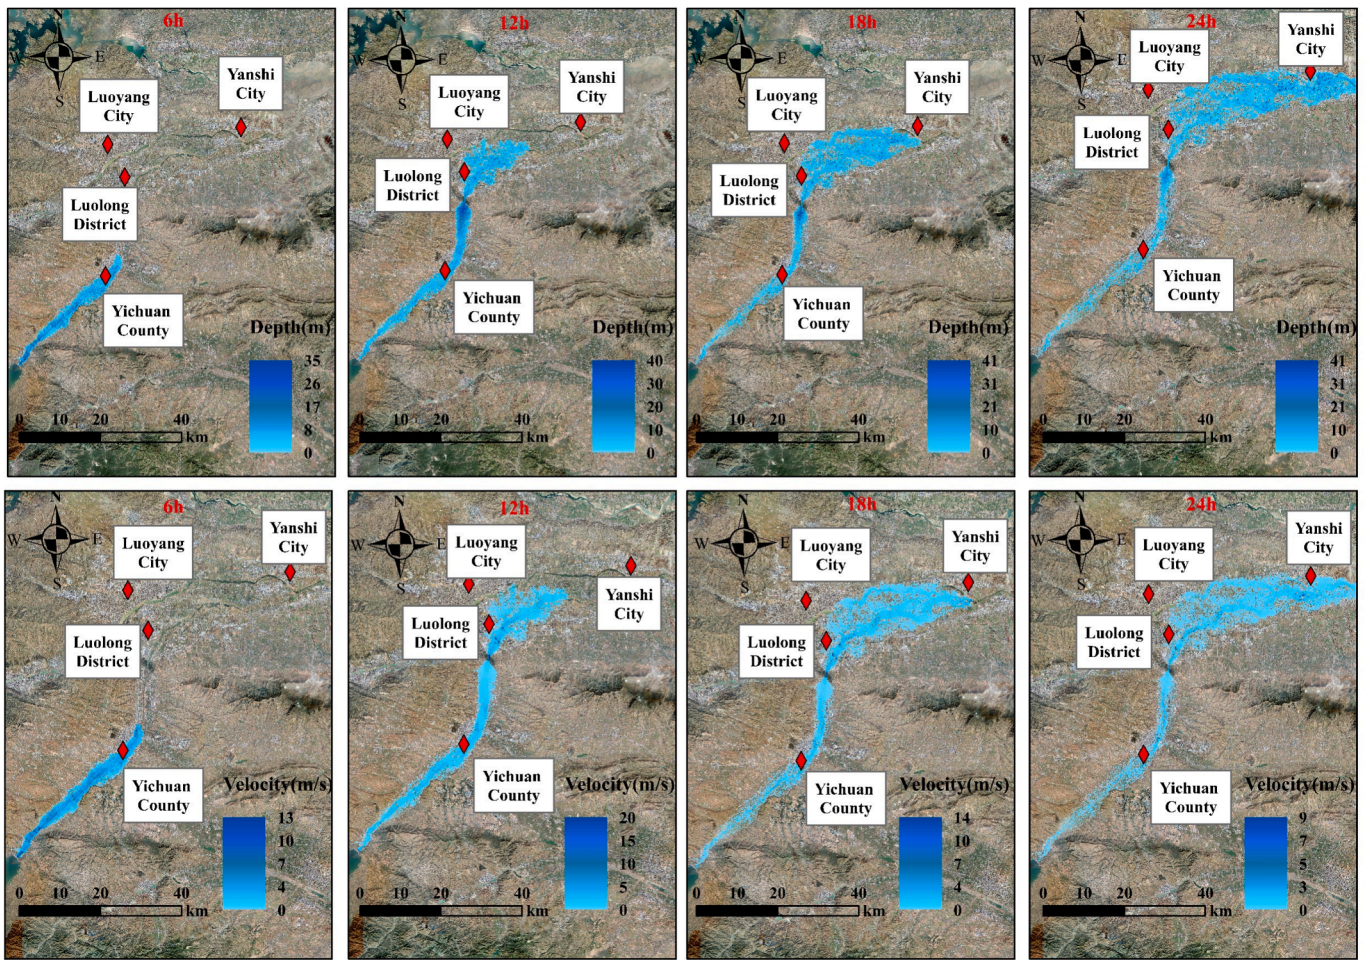 6h
N
W
E
S
Luoyang
City
Yanshi
City
Luolong
District
Yichuan
County
Depth(m)
35
26
17
8
0
0 10 20 40
km
12h
N
W
E
S
Luoyang
City
Yanshi
City
Luolong
District
Yichuan
County
Depth(m)
40
30
20
10
0
0 10 20 40
km
18h
N
W
E
S
Luoyang
City
Yanshi
City
Luolong
District
Yichuan
County
Depth(m)
41
31
21
10
0
0 10 20 40
km
24h
N
W
E
S
Luoyang
City
Yanshi
City
Luolong
District
Yichuan
County
Depth(m)
41
31
21
10
0
0 10 20 40
km
6h
N
W
E
S
Luoyang
City
Yanshi
City
Luolong
District
Yichuan
County
Velocity(m/s)
13
10
7
4
0
0 10 20 40
km
12h
N
W
E
S
Luoyang
City
Yanshi
City
Luolong
District
Yichuan
County
Velocity(m/s)
20
15
10
5
0
0 10 20 40
km
18h
N
W
E
S
Luoyang
City
Yanshi
City
Luolong
District
Yichuan
County
Velocity(m/s)
14
10
7
4
0
0 10 20 40
km
24h
N
W
E
S
Luoyang
City
Yanshi
City
Luolong
District
Yichuan
County
Velocity(m/s)
9
7
5
3
0
0 10 20 40
km